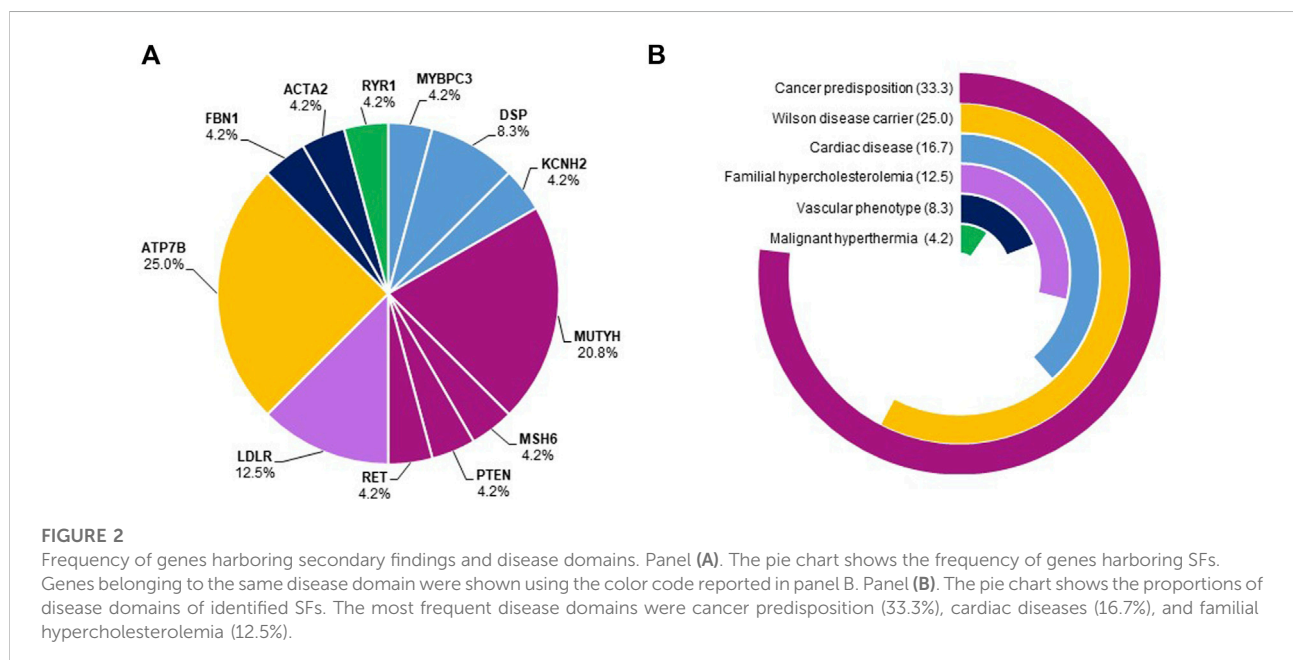 A
B
RYR1
4.2%
MYBPC3
4.2%
ACTA2
4.2%
DSP
8.3%
FBN1
4.2%
KCNH2
4.2%
ATP7B
25.0%
MUTYH
20.8%
MSH6
4.2%
LDLR
12.5%
RET
4.2%
PTEN
4.2%
Cancer predisposition (33.3)
Wilson disease carrier (25.0)
Cardiac disease (16.7)
Familial hypercholesterolemia (12.5)
Vascular phenotype (8.3)
Malignant hyperthermia (4.2)
FIGURE 2
Frequency of genes harboring secondary findings and disease domains. Panel (A). The pie chart shows the frequency of genes harboring SFs.
Genes belonging to the same disease domain were shown using the color code reported in panel B. Panel (B). The pie chart shows the proportions of
disease domains of identified SFs. The most frequent disease domains were cancer predisposition (33.3%), cardiac diseases (16.7%), and familial
hypercholesterolemia (12.5%).